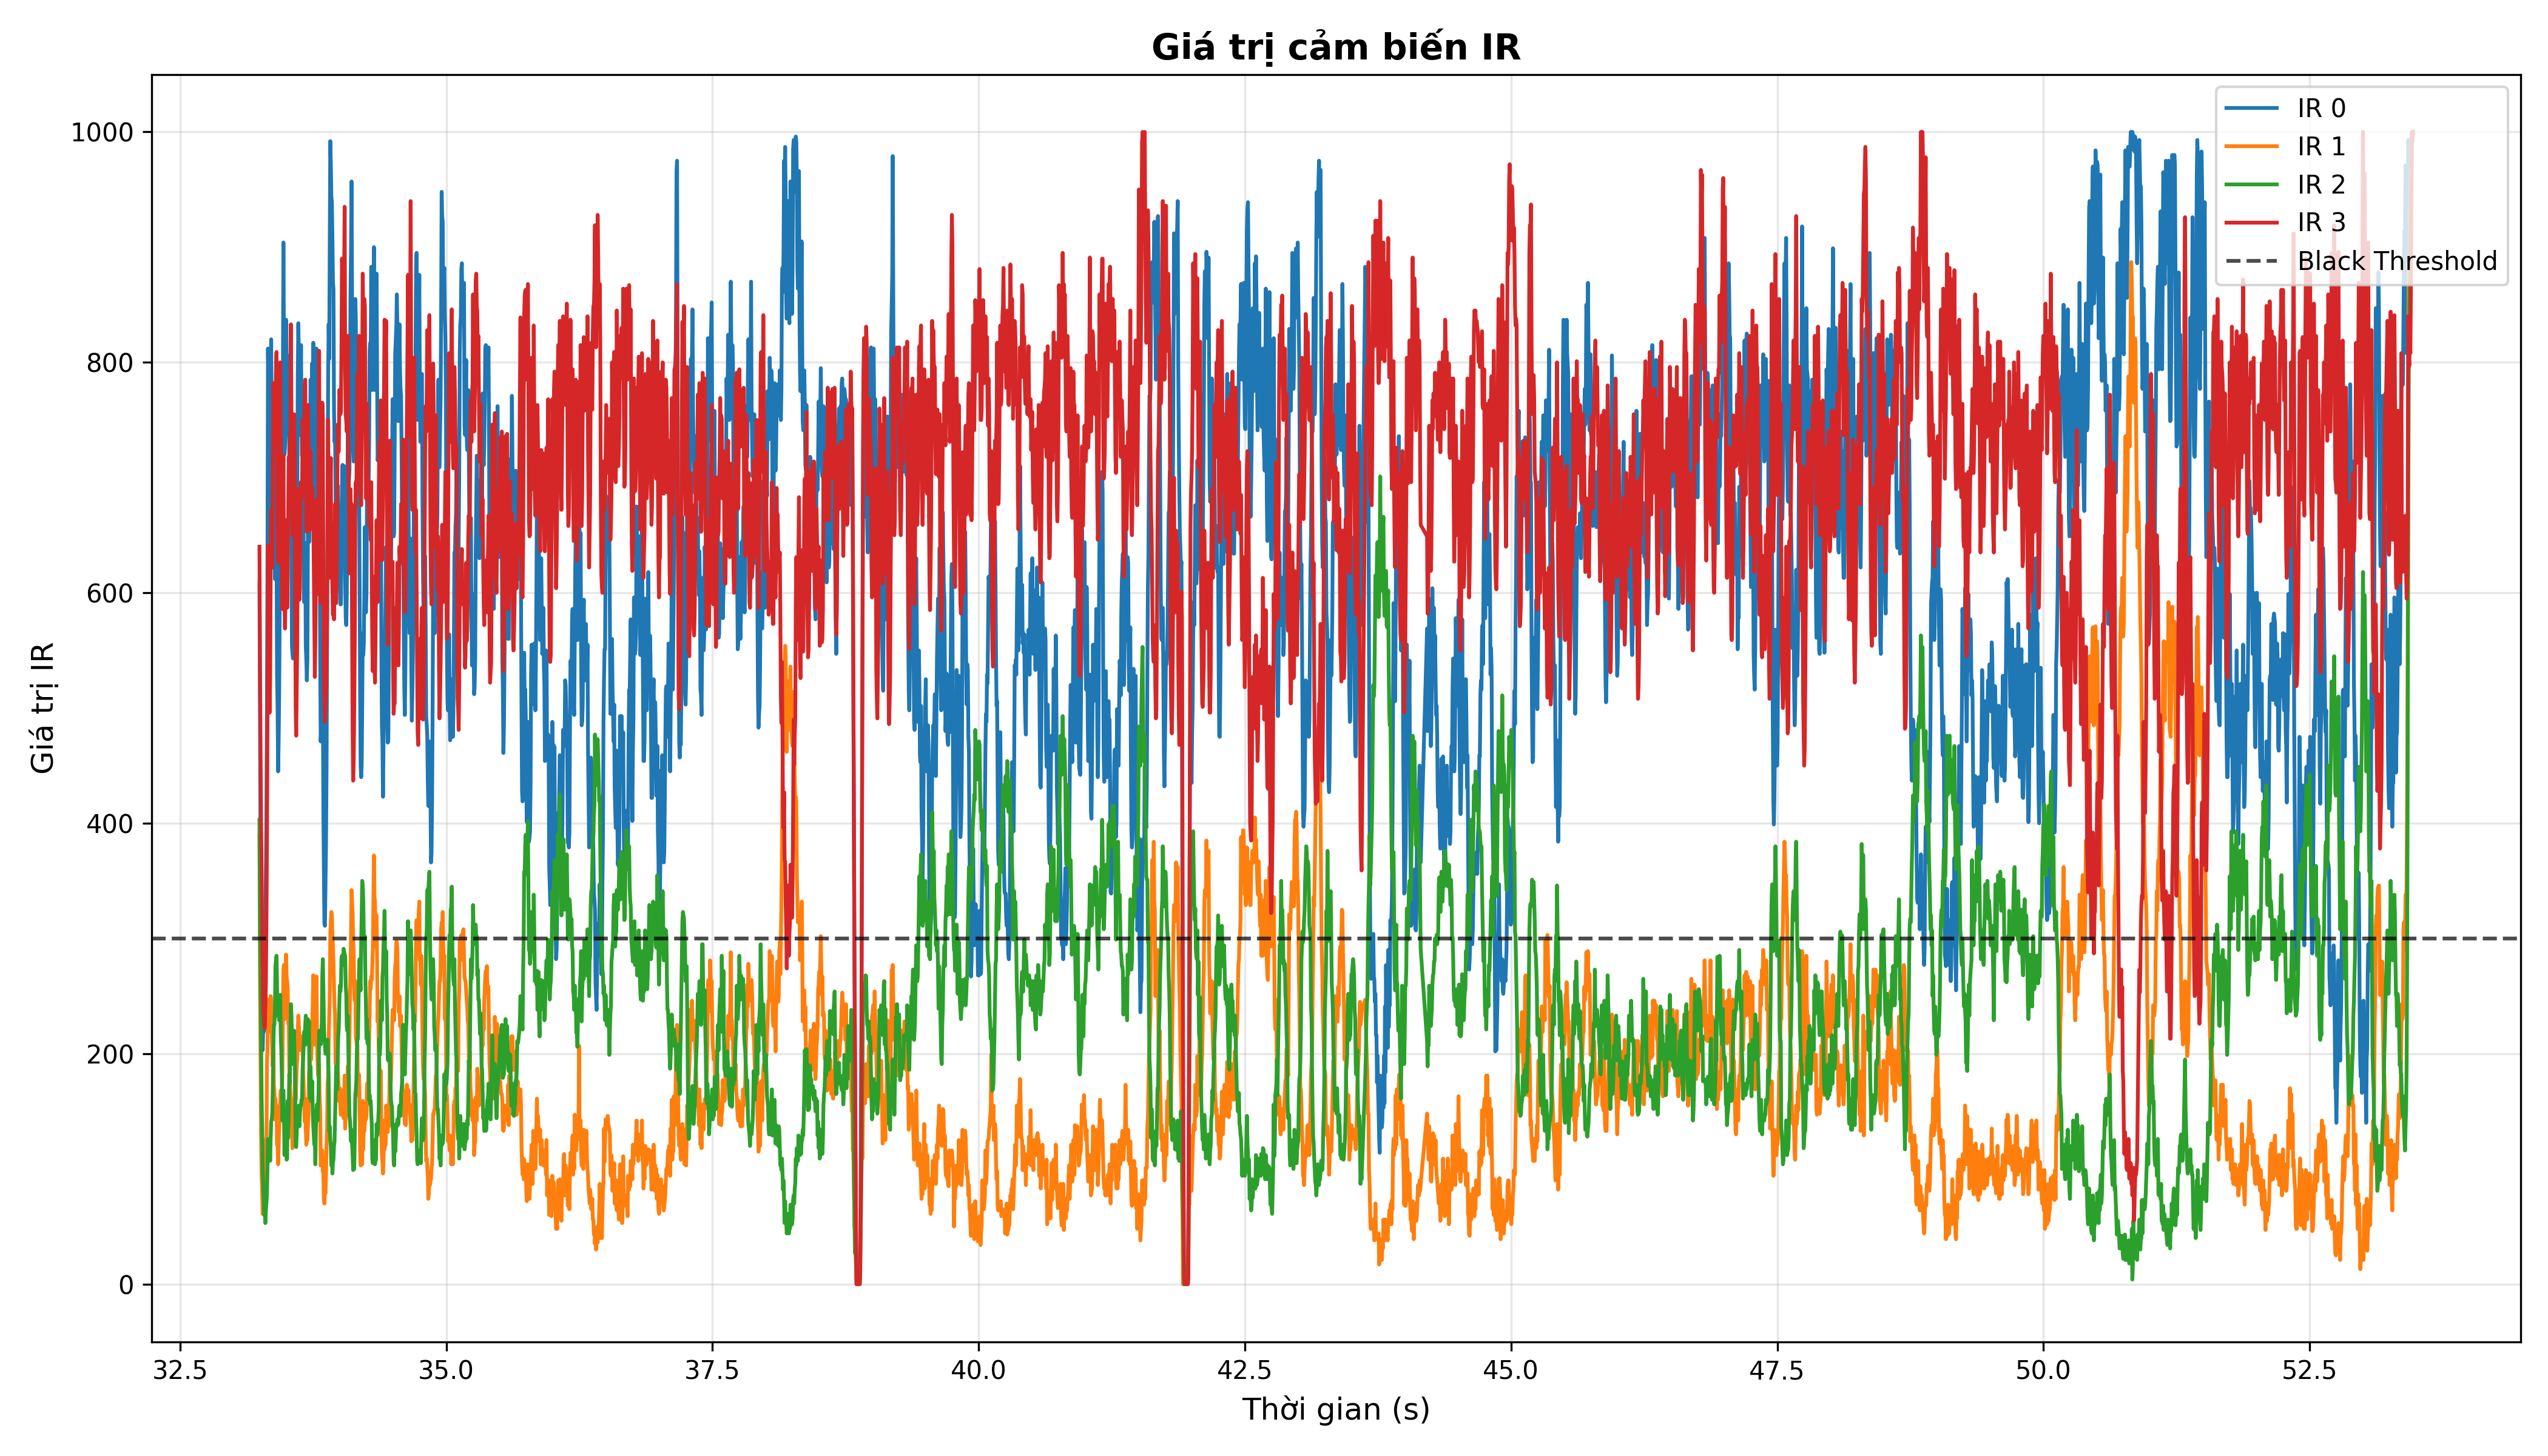 Giá trị cảm biến IR
IR 0
IR 1
IR 2
IR 3
Black Threshold
Giá trị IR
1000
800
600
400
200
0
32.5 35.0 37.5 40.0 42.5 45.0 47.5 50.0 52.5
Thời gian (s)